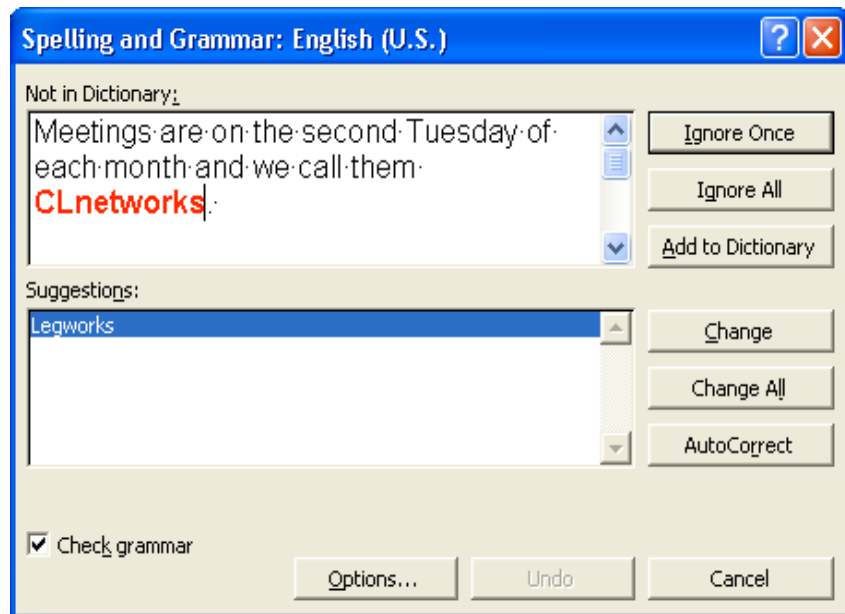 Spelling and Grammar: English (U.S.)
Not in Dictionary:
Meetings·are·on·the·second·Tuesday·of·
each·month·and·we·call·them·
CLnetworks.·
Ignore Once
Ignore All
Add to Dictionary
Suggestions:
Legworks
Change
Change All
AutoCorrect
Check grammar
Options...
Undo
Cancel